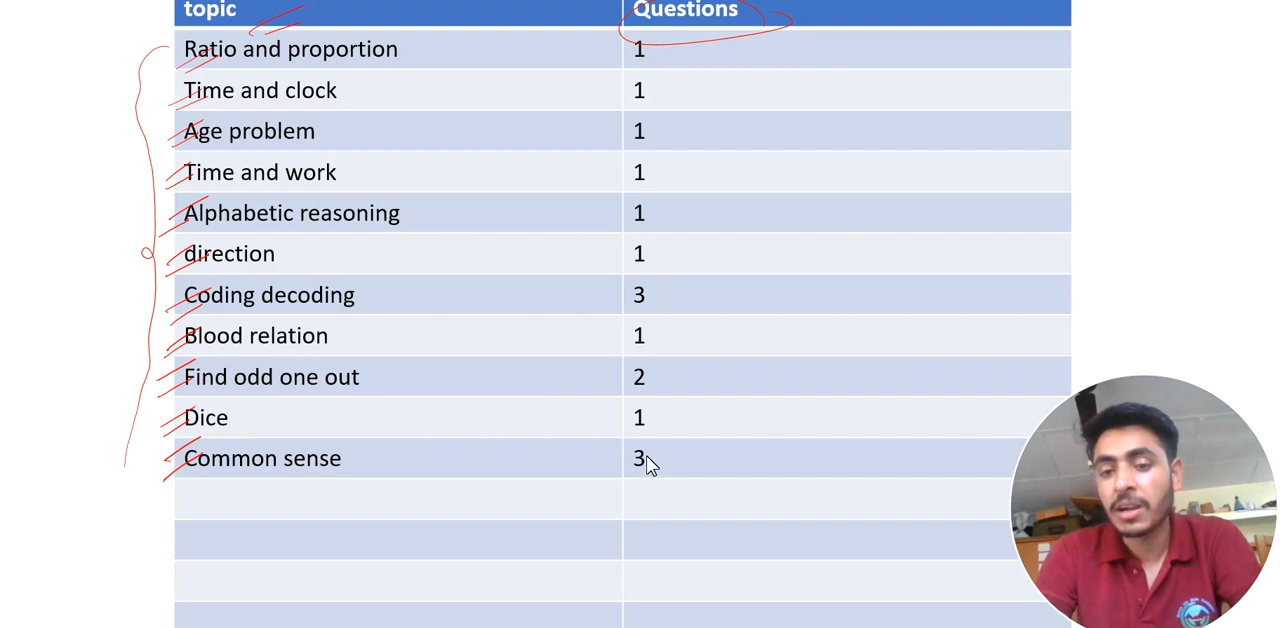 topic Questions
Ratio and proportion 1
Time and clock 1
Age problem 1
Time and work 1
Alphabetic reasoning 1
direction 1
Coding decoding 3
Blood relation 1
Find odd one out 2
Dice 1
Common sense 3